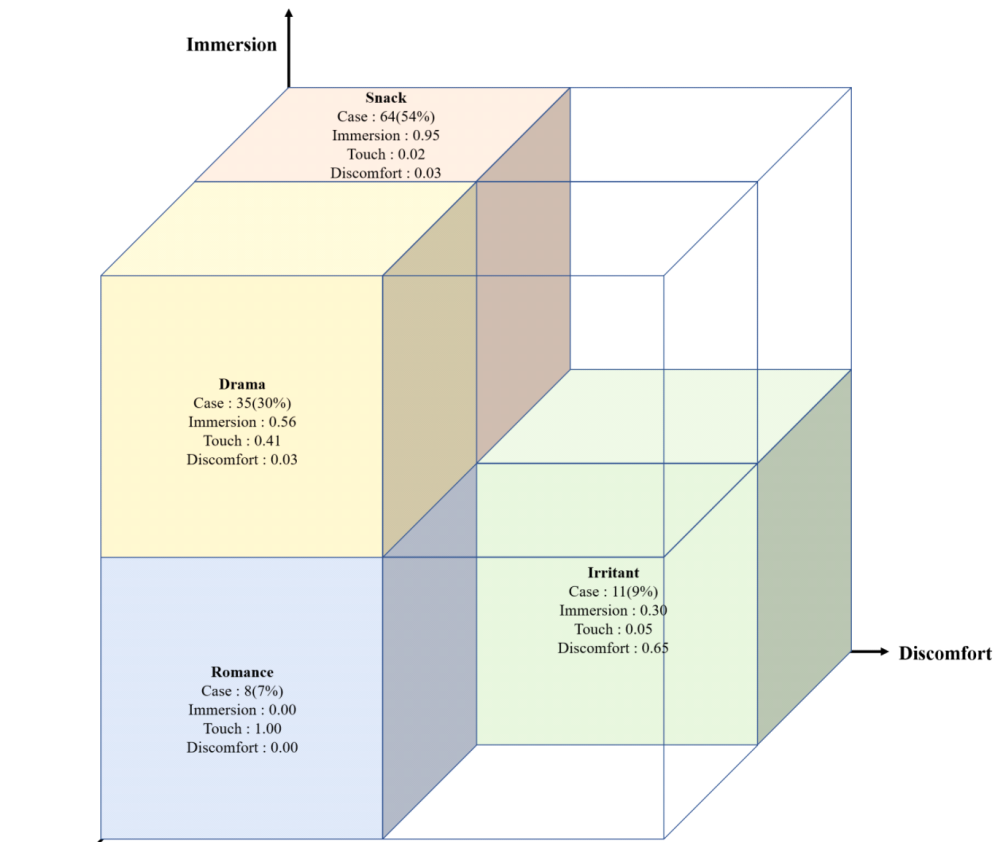 Immersion
Snack
Case : 64(54%)
Immersion : 0.95
Touch : 0.02
Discomfort : 0.03
Drama
Case : 35(30%)
Immersion : 0.56
Touch : 0.41
Discomfort : 0.03
Irritant
Case : 11(9%)
Immersion : 0.30
Touch : 0.05
Discomfort : 0.65
Discomfort
Romance
Case : 8(7%)
Immersion : 0.00
Touch : 1.00
Discomfort : 0.00